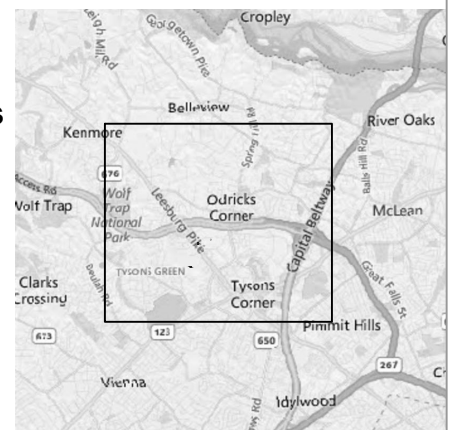 Cropley
Leigh Mill Rd
Georgetown Pike
Belleview
s
Kenmore
Spring Hill Rd
River Oaks
676
Balls Hill Rd
Access Rd
Wolf
Trap
National
Park
Leesburg Pike
Odricks
Corner
Wolf Trap
McLean
Capital Beltway
TYSONS GREEN
Clarks
Crossing
Beulah Rd
Tysons
Corner
Great Falls St
Pimmit Hills
673
123
650
267
Vienna
Idylwood